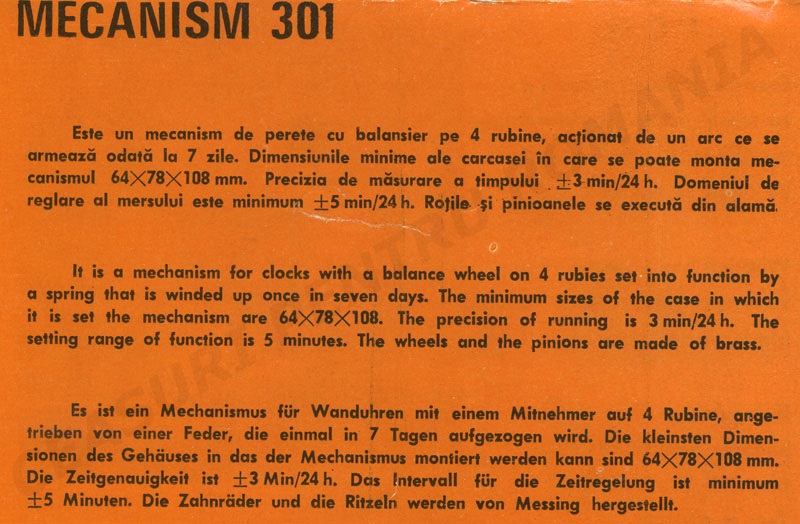 MECANISM 301
Este un mecanism de perete cu balansier pe 4 rubine, acționat de un arc ce se
armează odată la 7 zile. Dimensiunile minime ale carcasei în care se poate monta me-
canismul 64×78×108 mm. Precizia de măsurare a timpului ±3 min/24 h. Domeniul de
reglare al mersului este minimum ±5 min/24 h. Roțile și pinioanele se execută din alamă.
It is a mechanism for clocks with a balance wheel on 4 rubies set into function by
a spring that is winded up once in seven days. The minimum sizes of the case in which
it is set the mechanism are 64×78×108. The precision of running is 3 min/24 h. The
setting range of function is 5 minutes. The wheels and the pinions are made of brass.
Es ist ein Mechanismus für Wanduhren mit einem Mitnehmer auf 4 Rubine, ange-
trieben von einer Feder, die einmal in 7 Tagen aufgezogen wird. Die kleinsten Dimen-
sionen des Gehäuses in das der Mechanismus montiert werden kann sind 64×78×108 mm.
Die Zeitgenauigkeit ist ±3 Min/24 h. Das Intervall für die Zeitregelung ist minimum
±5 Minuten. Die Zahnräder und die Ritzeln werden von Messing hergestellt.